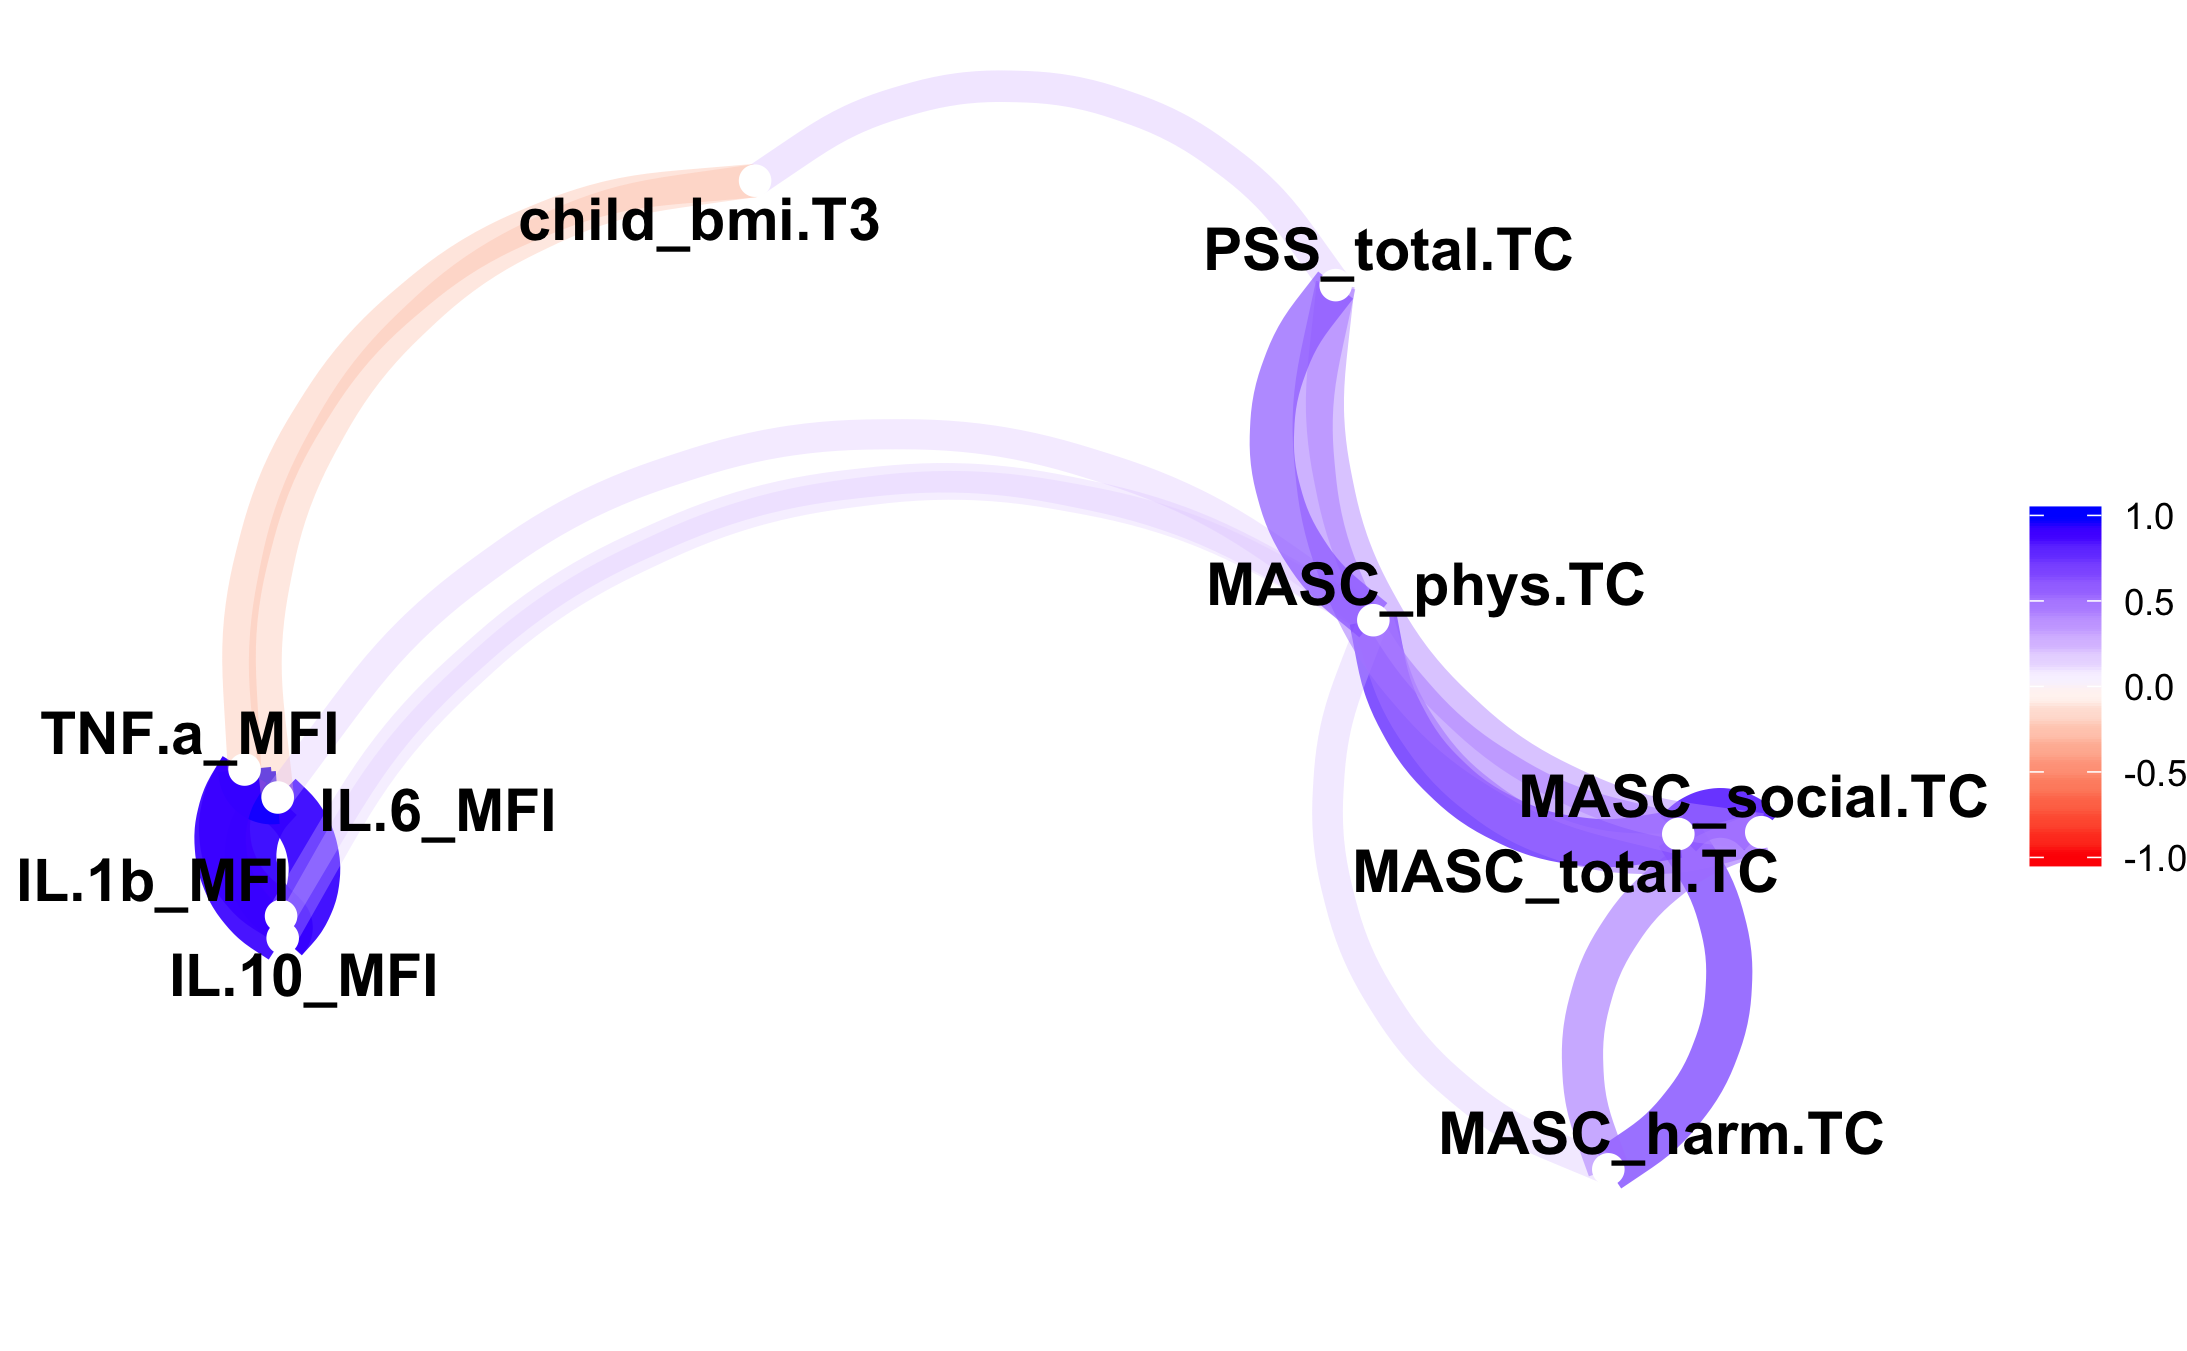 child_bmi.T3
PSS_total.TC
1.0
MASC_phys.TC
0.5
0.0
TNF.a_MFI
-0.5
IL.6_MFI
MASC_social.TC
-1.0
IL.1b_MFI
MASC_total.TC
IL.10_MFI
MASC_harm.TC